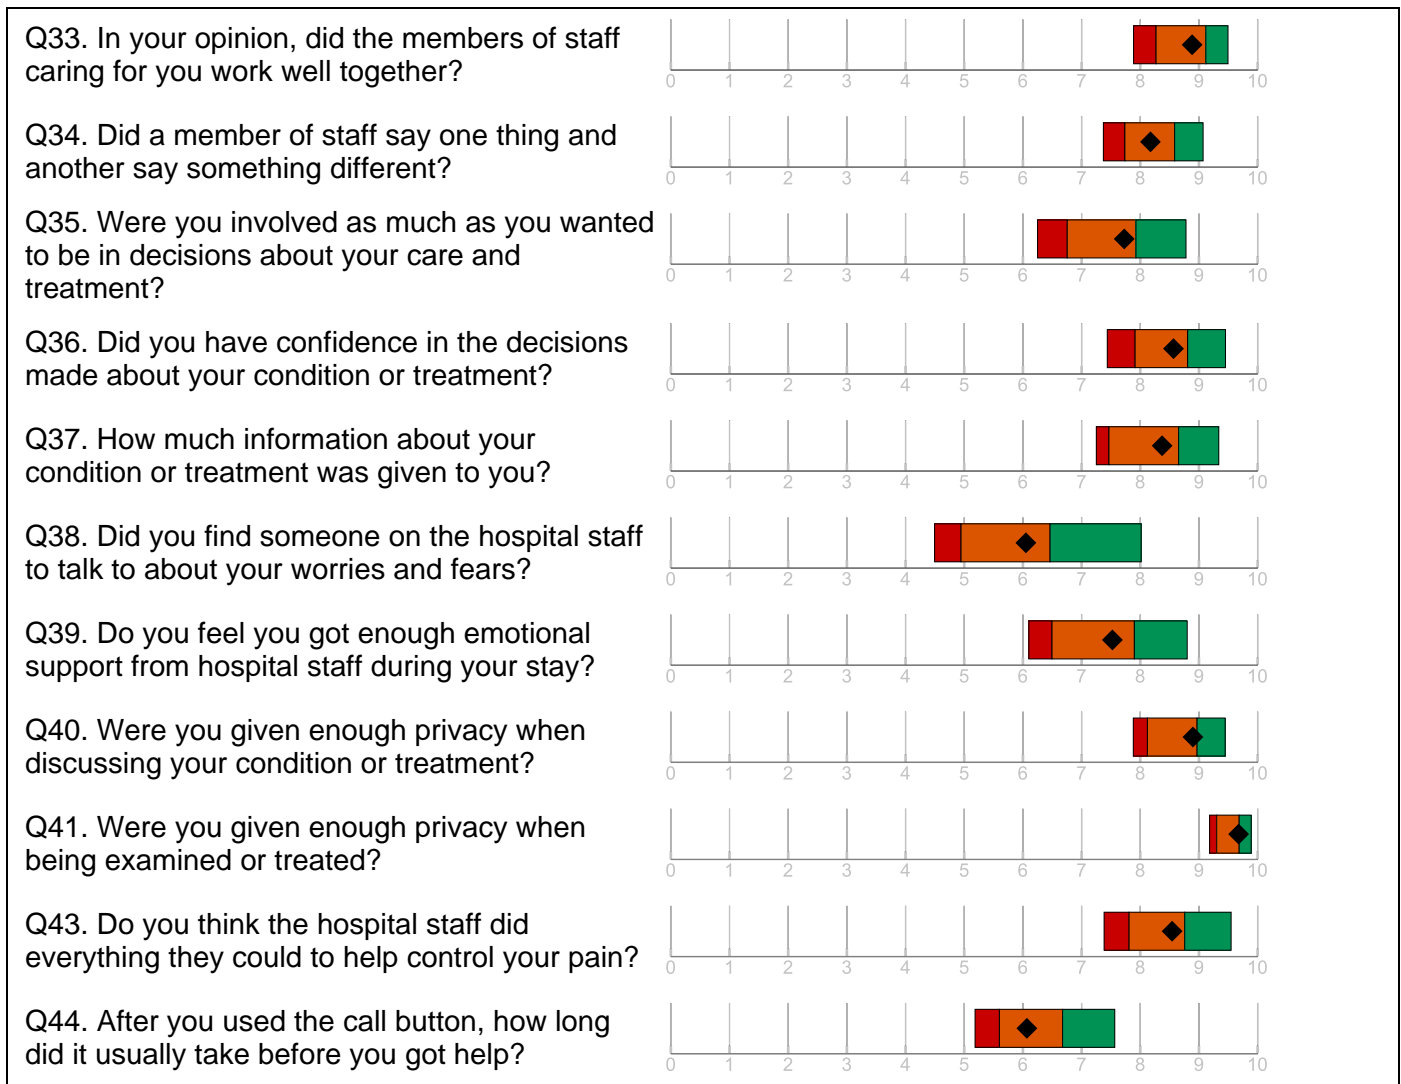 Q33. In your opinion, did the members of staff
caring for you work well together?
0 1 2 3 4 5 6 7 8 9 10
Q34. Did a member of staff say one thing and
another say something different?
0 1 2 3 4 5 6 7 8 9 10
Q35. Were you involved as much as you wanted
to be in decisions about your care and
treatment?
0 1 2 3 4 5 6 7 8 9 10
Q36. Did you have confidence in the decisions
made about your condition or treatment?
0 1 2 3 4 5 6 7 8 9 10
Q37. How much information about your
condition or treatment was given to you?
0 1 2 3 4 5 6 7 8 9 10
Q38. Did you find someone on the hospital staff
to talk to about your worries and fears?
0 1 2 3 4 5 6 7 8 9 10
Q39. Do you feel you got enough emotional
support from hospital staff during your stay?
0 1 2 3 4 5 6 7 8 9 10
Q40. Were you given enough privacy when
discussing your condition or treatment?
0 1 2 3 4 5 6 7 8 9 10
Q41. Were you given enough privacy when
being examined or treated?
0 1 2 3 4 5 6 7 8 9 10
Q43. Do you think the hospital staff did
everything they could to help control your pain?
0 1 2 3 4 5 6 7 8 9 10
Q44. After you used the call button, how long
did it usually take before you got help?
0 1 2 3 4 5 6 7 8 9 10